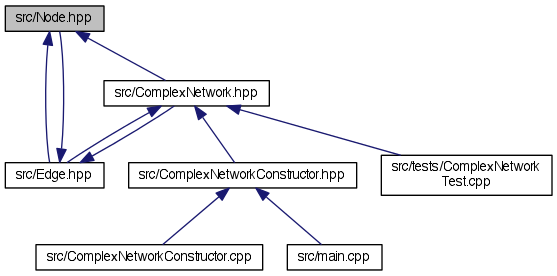 src/Node.hpp
src/ComplexNetwork.hpp
src/Edge.hpp
src/ComplexNetworkConstructor.hpp
src/tests/ComplexNetwork
Test.cpp
src/ComplexNetworkConstructor.cpp
src/main.cpp